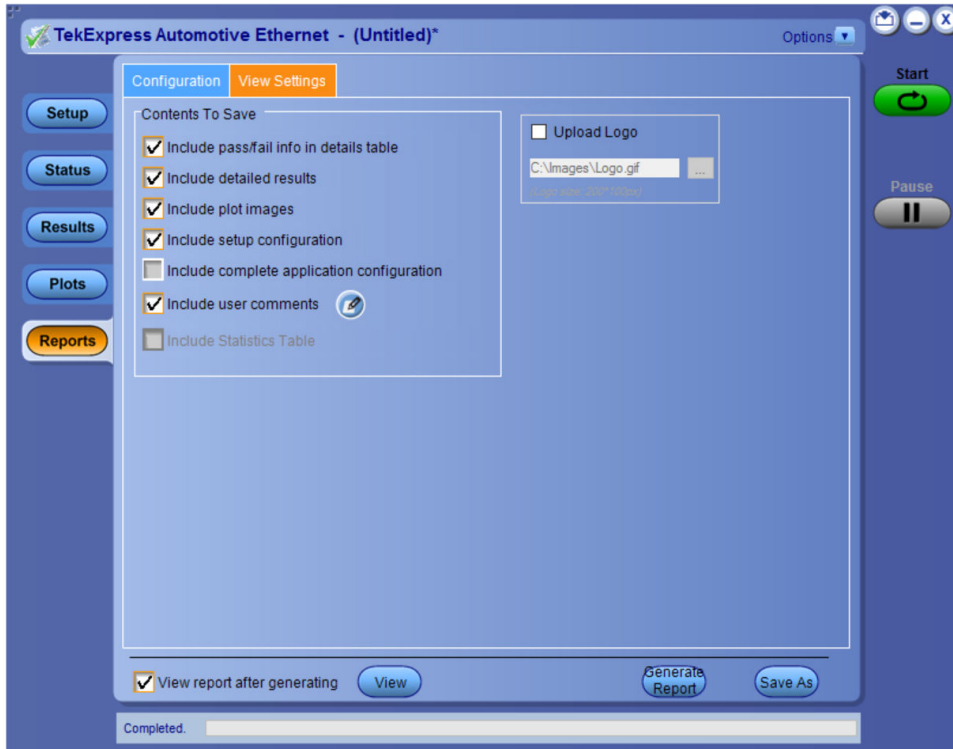 TekExpress Automotive Ethernet - (Untitled)*
Options
Start
Pause
Setup
Status
Results
Plots
Reports
Configuration
View Settings
Contents To Save
Include pass/fail info in details table
Include detailed results
Include plot images
Include setup configuration
Include complete application configuration
Include user comments
Include Statistics Table
Upload Logo
C:\Images\Logo.gif
...
View report after generating
View
Generate
Report
Save As
Completed.